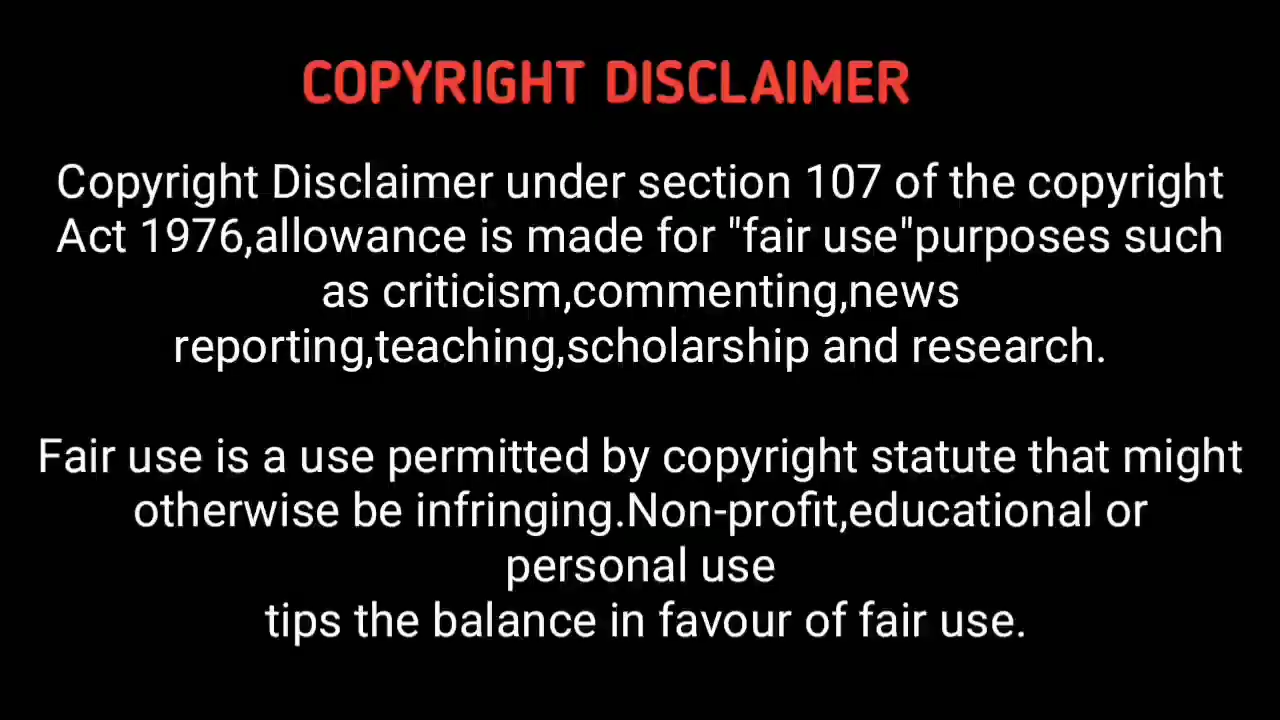 COPYRIGHT DISCLAIMER
Copyright Disclaimer under section 107 of the copyright
Act 1976,allowance is made for "fair use"purposes such
as criticism,commenting,news
reporting,teaching,scholarship and research.
Fair use is a use permitted by copyright statute that might
otherwise be infringing.Non-profit,educational or
personal use
tips the balance in favour of fair use.